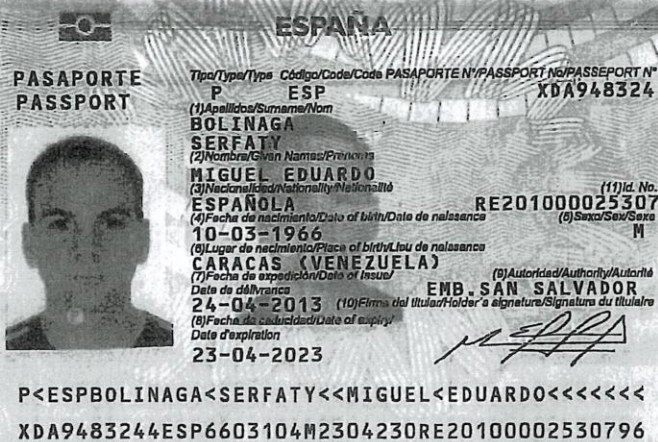 ESPAÑA
PASAPORTE
PASSPORT
Tipo/Type/Type Código/Code/Code PASAPORTE Nº/PASSPORT No/PASSEPORT Nº
P ESP XDA948324
(1)Apellidos/Surname/Nom
BOLINAGA
SERFATY
(2)Nombre/Given Names/Prénoms
MIGUEL EDUARDO
(3)Nacionalidad/Nationality/Nationalité (11)Id. No.
ESPAÑOLA RE201000025307
(4)Fecha de nacimiento/Date of birth/Date de naissance (5)Sexo/Sex/Sexe
10-03-1966 M
(6)Lugar de nacimiento/Place of birth/Lieu de naissance
CARACAS (VENEZUELA)
(7)Fecha de expedición/Date of issue/ (9)Autoridad/Authority/Autorité
Date de délivrance EMB.SAN SALVADOR
24-04-2013 (10)Firma del titular/Holder's signature/Signature du titulaire
(8)Fecha de caducidad/Date of expiry/
Date d'expiration
23-04-2023
P<ESPBOLINAGA<SERFATY<<MIGUEL<EDUARDO<<<<<<<
XDA9483244ESP6603104M2304230RE20100002530796